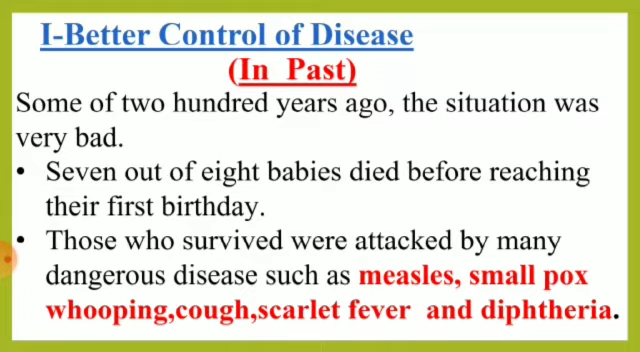 I-Better Control of Disease
(In Past)
Some of two hundred years ago, the situation was
very bad.
• Seven out of eight babies died before reaching
their first birthday.
• Those who survived were attacked by many
dangerous disease such as measles, small pox
whooping,cough,scarlet fever and diphtheria.